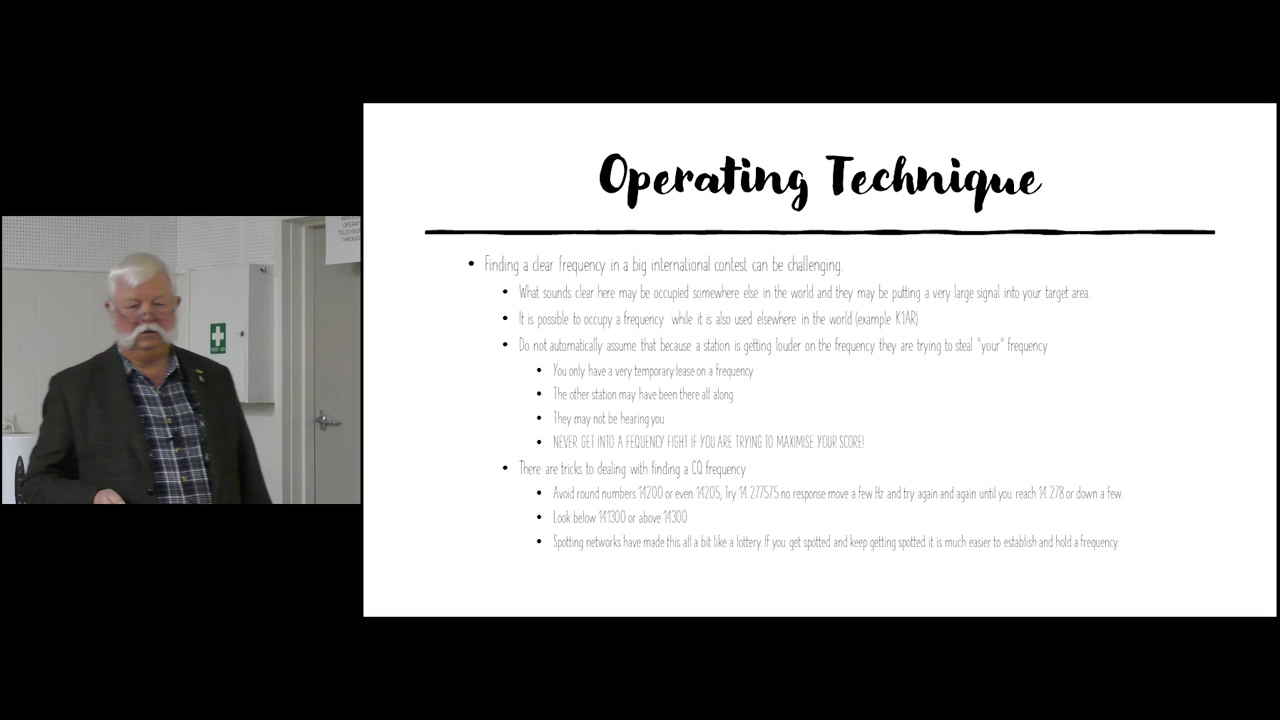 Operating Technique
• Finding a clear frequency in a big international contest can be challenging.
• What sounds clear here may be occupied somewhere else in the world and they may be putting a very large signal into your target area.
• It is possible to occupy a frequency while it is also used elsewhere in the world (example K1AR)
• Do not automatically assume that because a station is getting louder on the frequency they are trying to steal "your" frequency
• You only have a very temporary lease on a frequency
• The other station may have been there all along
• They may not be hearing you
• NEVER GET INTO A FEQUENCY FIGHT IF YOU ARE TRYING TO MAXIMISE YOUR SCORE!
• There are tricks to dealing with finding a CQ frequency
• Avoid round numbers 14200 or even 14205, Try 14.27757.5 no response move a few Hz and try again and again until you reach 14.278 or down a few.
• Look below 141300 or above 14300
• Spotting networks have made this all a bit like a lottery. If you get spotted and keep getting spotted it is much easier to establish and hold a frequency
OPERAT
TELEVISI
THROUG
FIRST AID